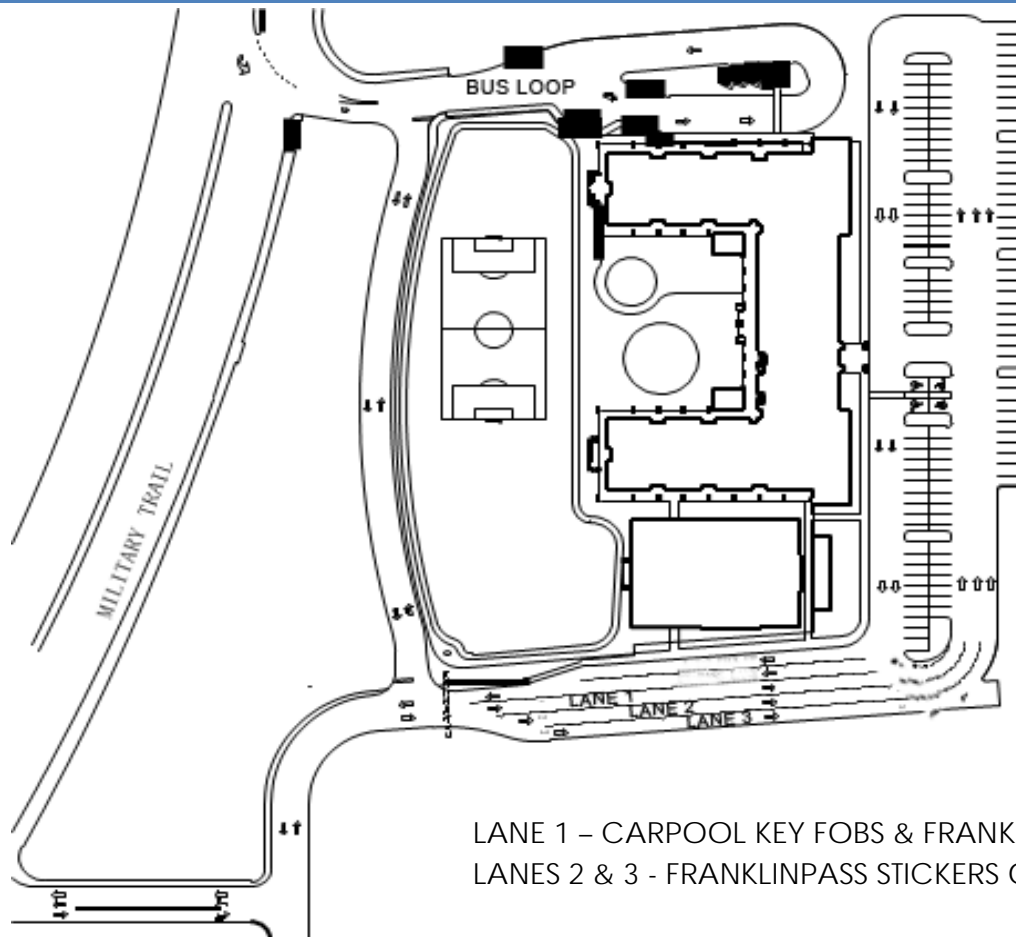 BUS LOOP
MILITARY TRAIL
LANE 1
LANE 2
LANE 3
LANE 1 – CARPOOL KEY FOBS & FRANK
LANES 2 & 3 - FRANKLINPASS STICKERS